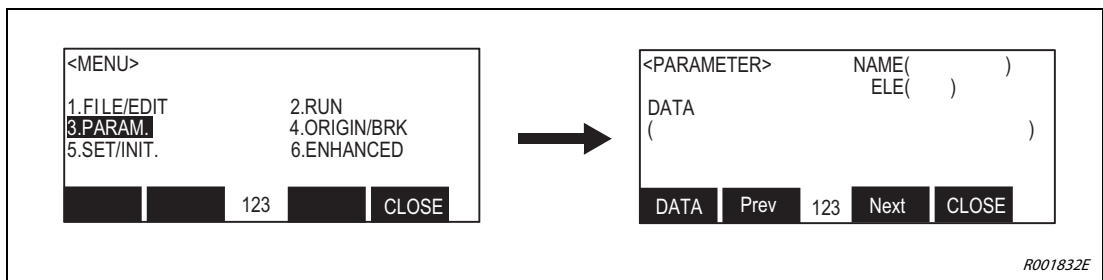 <MENU>
1.FILE/EDIT 2.RUN
3.PARAM. 4.ORIGIN/BRK
5.SET/INIT. 6.ENHANCED
123 CLOSE
<PARAMETER> NAME( )
ELE( )
DATA
( )
DATA Prev 123 Next CLOSE
R001832E